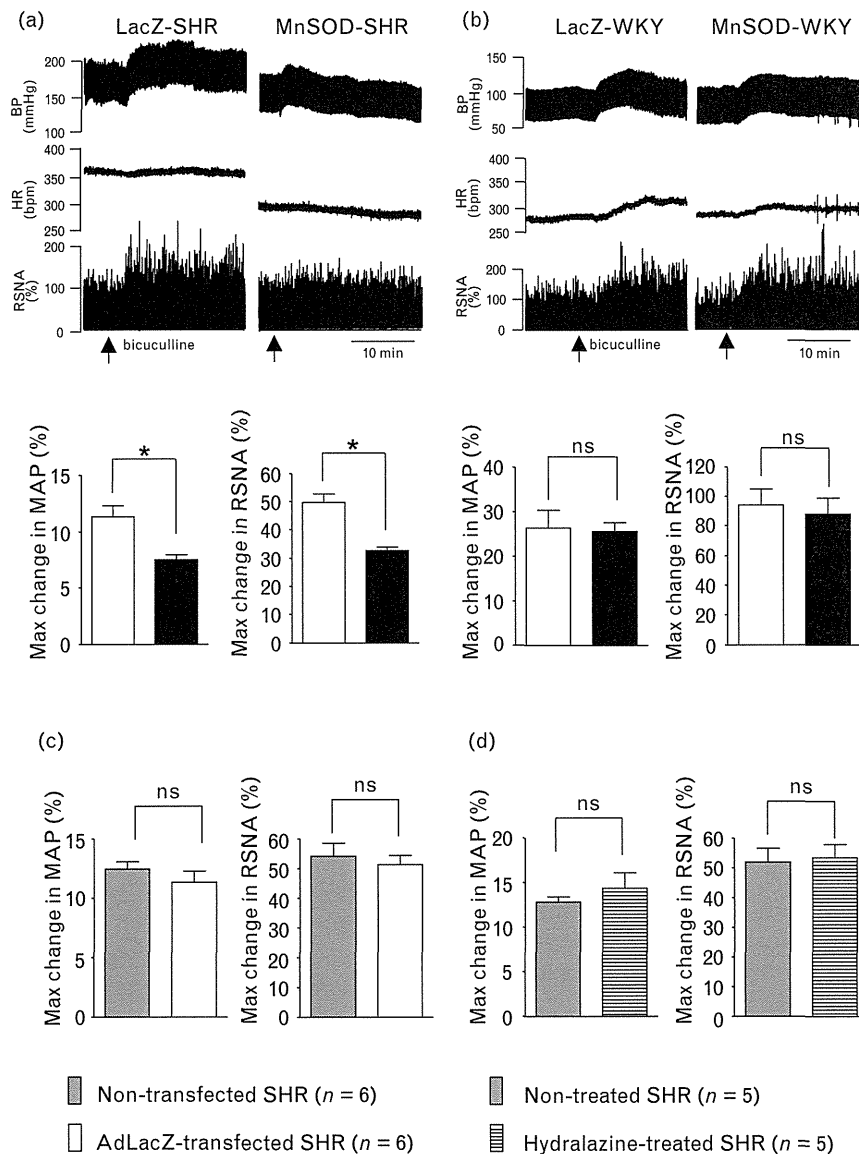 (a)
LacZ-SHR
MnSOD-SHR
BP (mmHg)
200
150
100
HR (bpm)
400
350
300
250
RSNA (%)
200
100
0
bicuculline
10 min
Max change in MAP (%)
15
10
5
0
*
Max change in RSNA (%)
60
50
40
30
20
10
0
*
(b)
LacZ-WKY
MnSOD-WKY
BP (mmHg)
200
150
100
50
HR (bpm)
400
350
300
250
RSNA (%)
300
200
100
0
bicuculline
10 min
Max change in MAP (%)
40
30
20
10
0
ns
Max change in RSNA (%)
120
100
80
60
40
20
0
ns
(c)
Max change in MAP (%)
15
10
5
0
ns
Max change in RSNA (%)
60
50
40
30
20
10
0
ns
Non-transfected SHR (n = 6)
AdLacZ-transfected SHR (n = 6)
(d)
Max change in MAP (%)
20
15
10
5
0
ns
Max change in RSNA (%)
60
50
40
30
20
10
0
ns
Non-treated SHR (n = 5)
Hydralazine-treated SHR (n = 5)